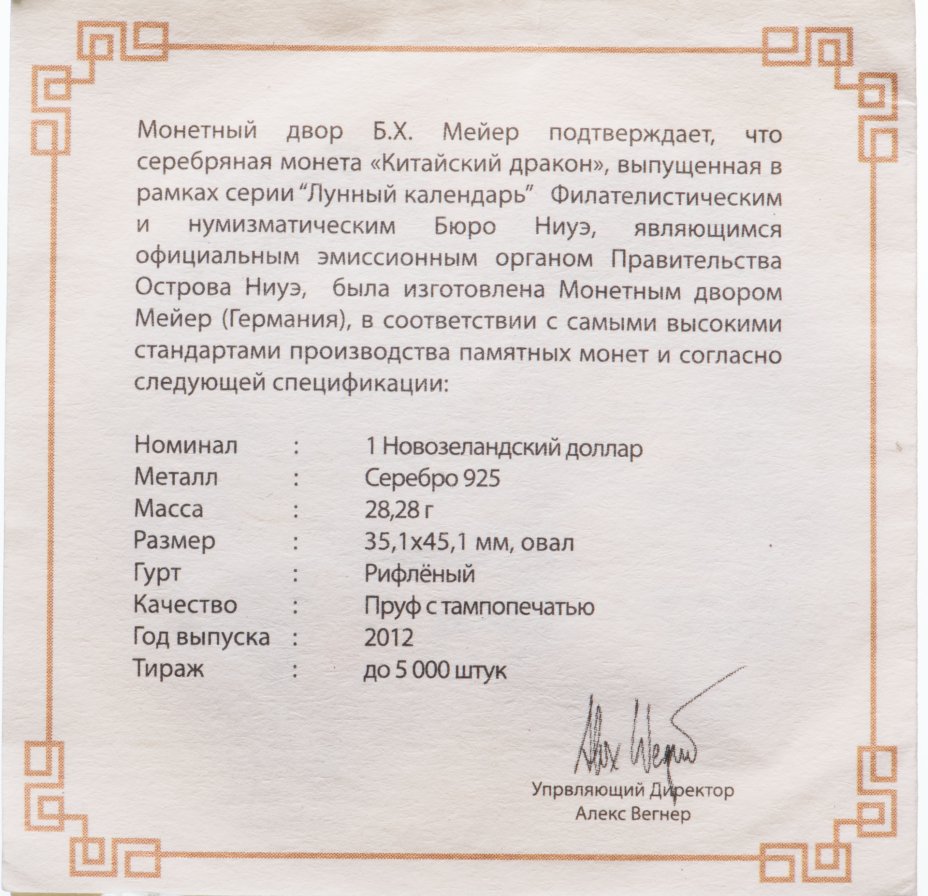 Монетный двор Б.Х. Мейер подтверждает, что
серебряная монета «Китайский дракон», выпущенная в
рамках серии “Лунный календарь” Филателистическим
и нумизматическим Бюро Ниуэ, являющимся
официальным эмиссионным органом Правительства
Острова Ниуэ, была изготовлена Монетным двором
Мейер (Германия), в соответствии с самыми высокими
стандартами производства памятных монет и согласно
следующей спецификации:
Номинал : 1 Новозеландский доллар
Металл : Серебро 925
Масса : 28,28 г
Размер : 35,1х45,1 мм, овал
Гурт : Рифлёный
Качество : Пруф с тампопечатью
Год выпуска : 2012
Тираж : до 5 000 штук
Упрвляющий Директор
Алекс Вегнер